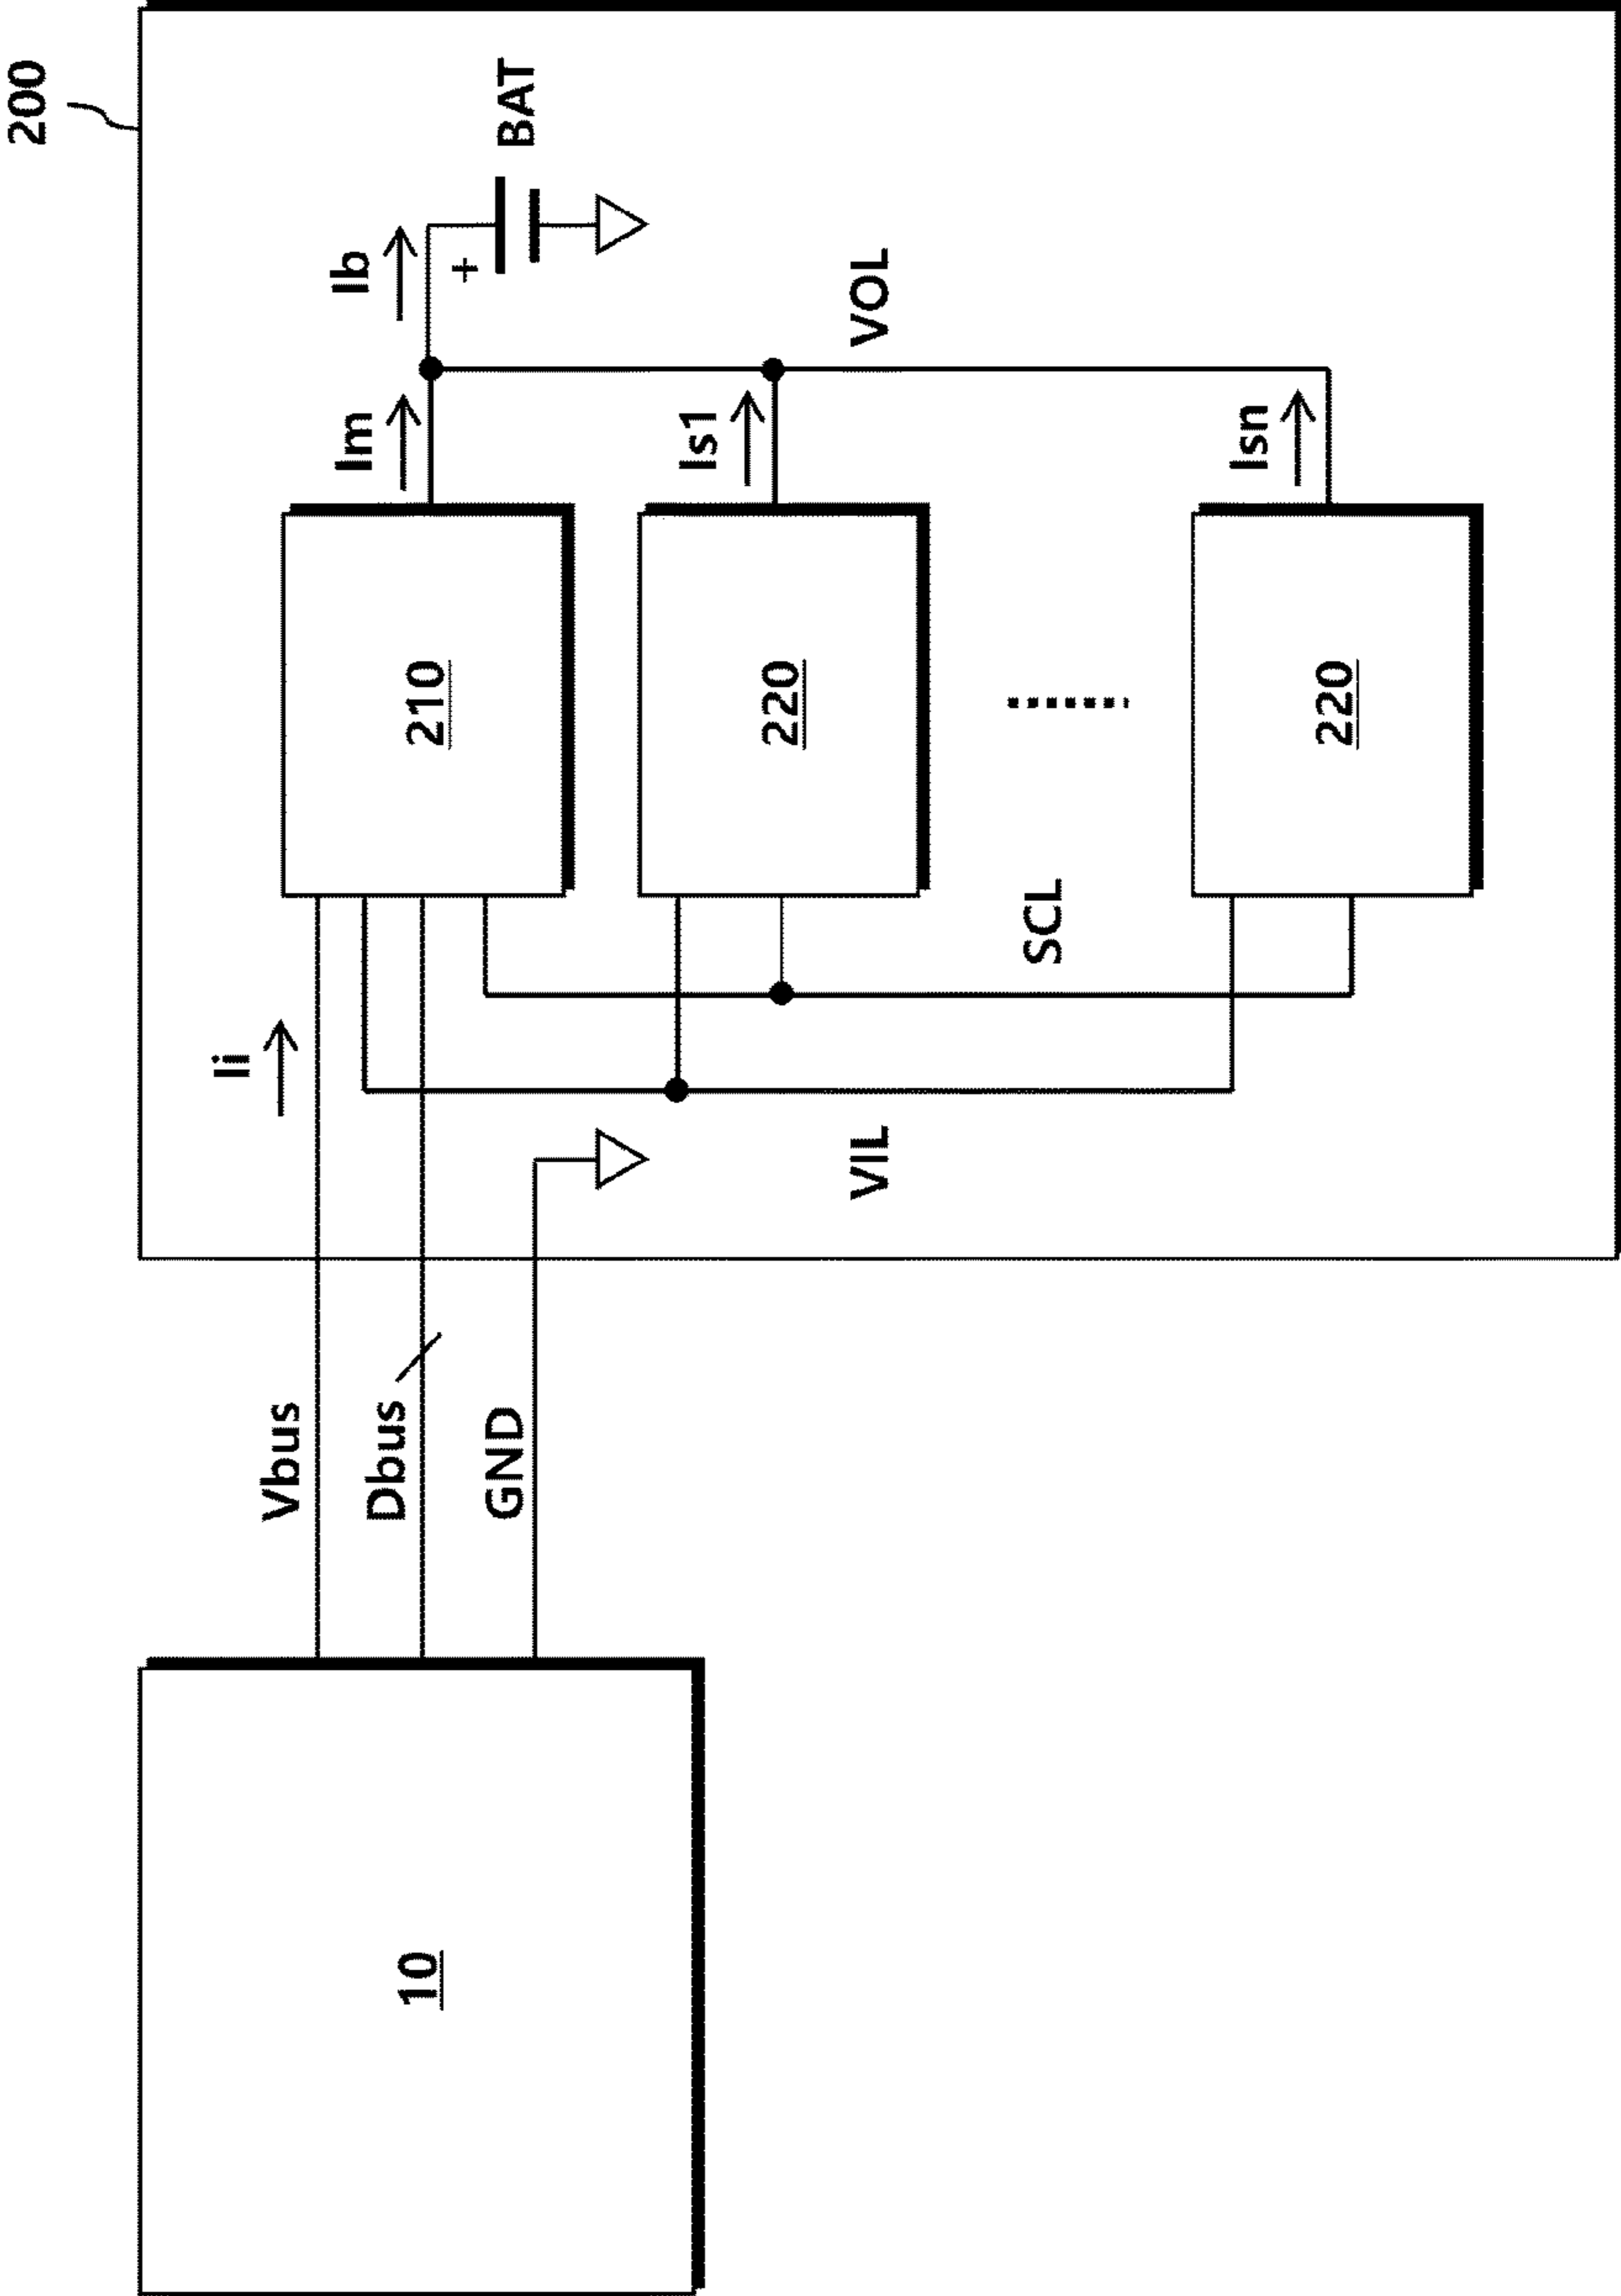 200
Ib
BAT
+
Im
VOL
Is1
Isn
210
220
220
SCL
Ii
VIL
Vbus
Dbus
GND
10